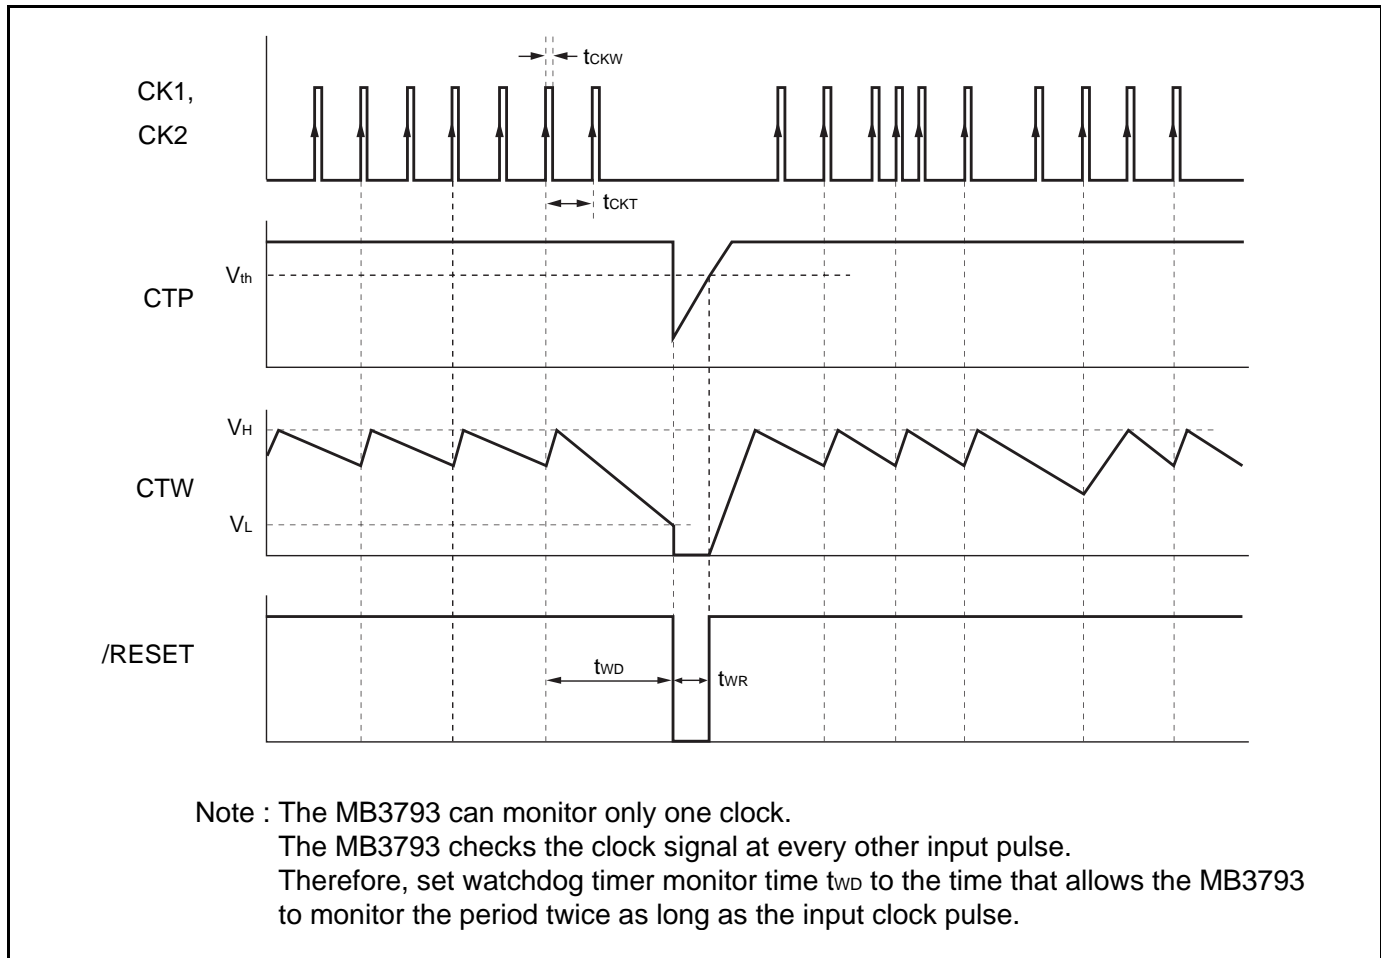 tCKW
CK1,
CK2
tCKT
Vth
CTP
VH
CTW
VL
/RESET
tWD
tWR
Note : The MB3793 can monitor only one clock.
The MB3793 checks the clock signal at every other input pulse.
Therefore, set watchdog timer monitor time tWD to the time that allows the MB3793
to monitor the period twice as long as the input clock pulse.